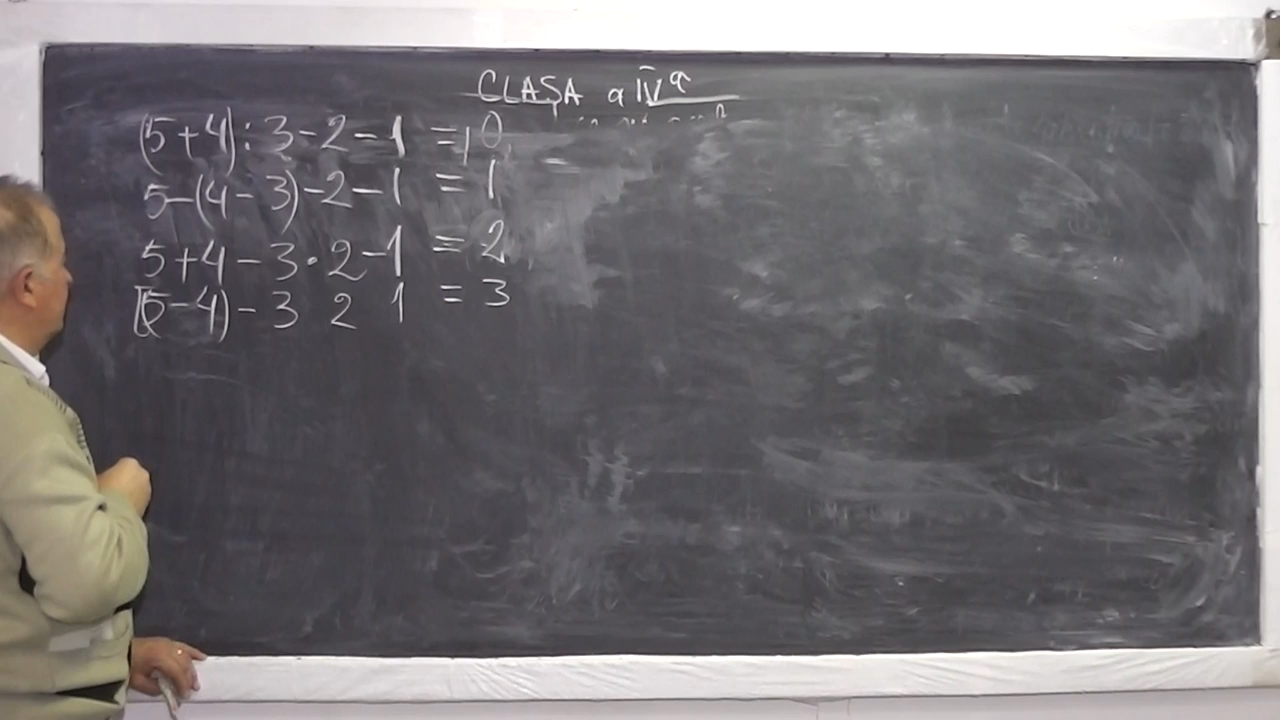 CLASA a IV a
(5+4):3-2-1 = 0
5-(4-3)-2-1 = 1
5+4-3·2-1 = 2
[(5-4)-3 2 1 = 3